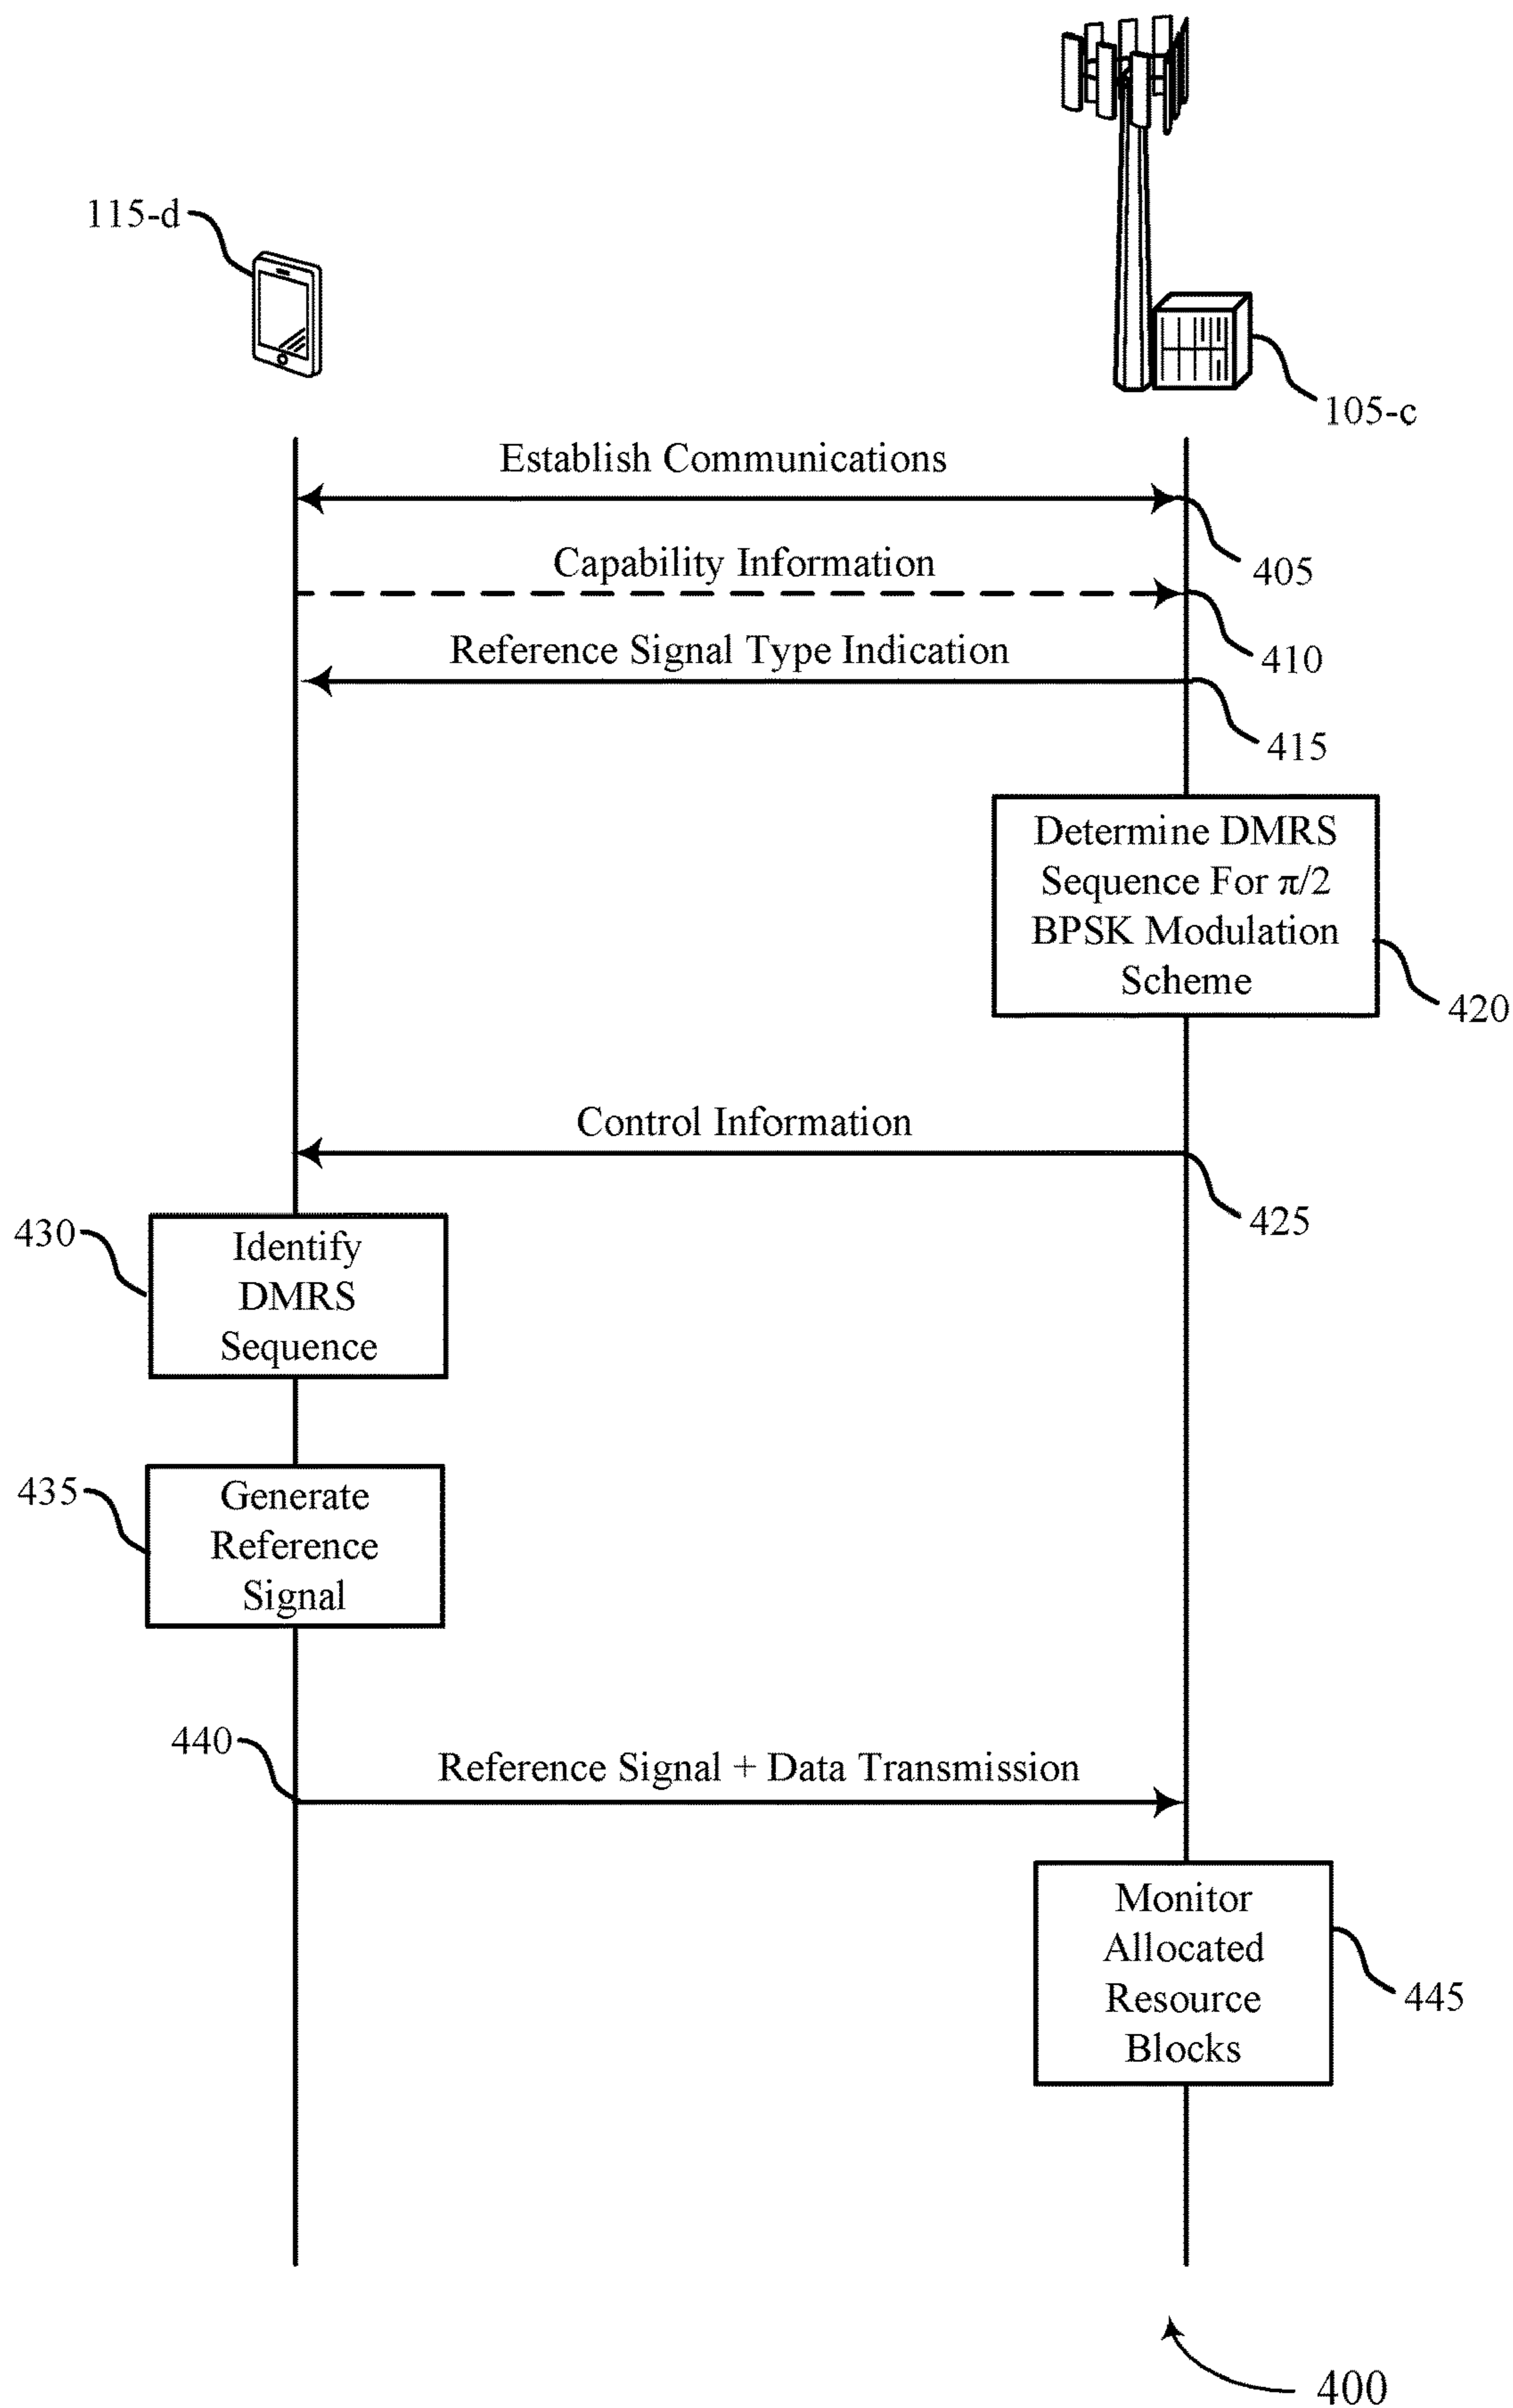 115-d
105-c
Establish Communications
405
Capability Information
410
Reference Signal Type Indication
415
Determine DMRS
Sequence For π/2
BPSK Modulation
Scheme
420
Control Information
425
430
Identify
DMRS
Sequence
435
Generate
Reference
Signal
440
Reference Signal + Data Transmission
Monitor
Allocated
Resource
Blocks
445
400